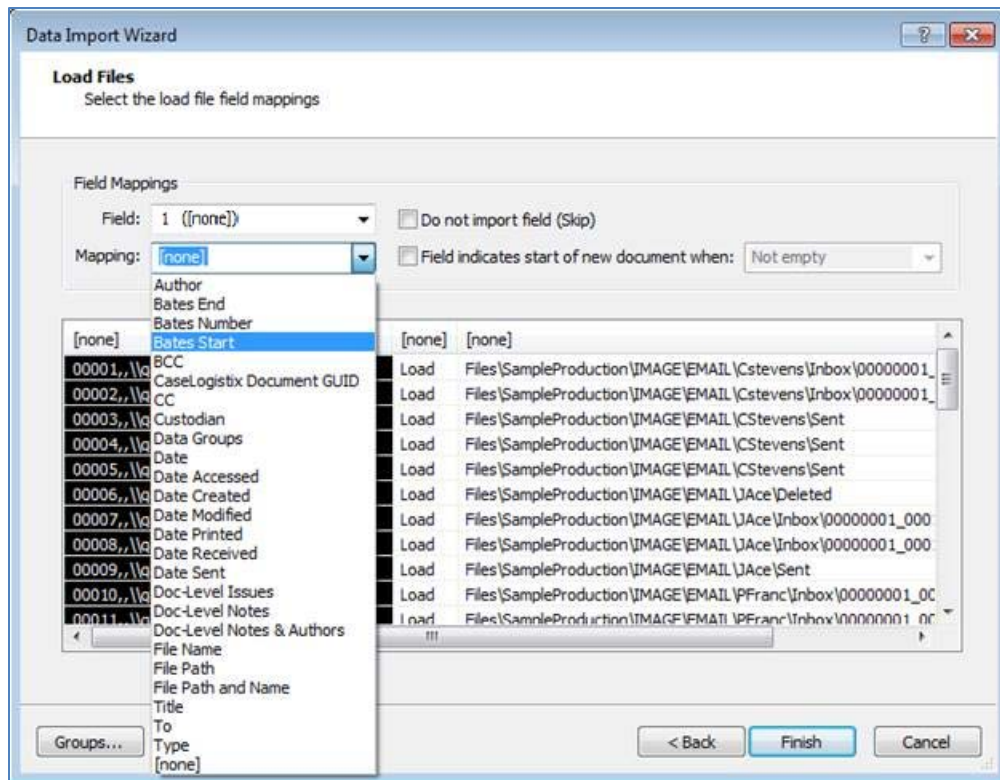 Data Import Wizard
Load Files
Select the load file field mappings
Field Mappings
Field: 1 ([none]) Do not import field (Skip)
Mapping: [none] Field indicates start of new document when: Not empty
Author
Bates End
Bates Number
Bates Start
BCC
CaseLogistix Document GUID
CC
Custodian
Data Groups
Date
Date Accessed
Date Created
Date Modified
Date Printed
Date Received
Date Sent
Doc-Level Issues
Doc-Level Notes
Doc-Level Notes & Authors
File Name
File Path
File Path and Name
Title
To
Type
[none]
[none] [none] [none]
00001,,\\q Load Files\SampleProduction\IMAGE\EMAIL\Cstevens\Inbox\00000001_
00002,,\\q Load Files\SampleProduction\IMAGE\EMAIL\Cstevens\Inbox\00000001_
00003,,\\q Load Files\SampleProduction\IMAGE\EMAIL\CStevens\Sent
00004,,\\q Load Files\SampleProduction\IMAGE\EMAIL\CStevens\Sent
00005,,\\q Load Files\SampleProduction\IMAGE\EMAIL\CStevens\Sent
00006,,\\q Load Files\SampleProduction\IMAGE\EMAIL\JAce\Deleted
00007,,\\q Load Files\SampleProduction\IMAGE\EMAIL\JAce\Inbox\00000001_000
00008,,\\q Load Files\SampleProduction\IMAGE\EMAIL\JAce\Inbox\00000001_000
00009,,\\q Load Files\SampleProduction\IMAGE\EMAIL\JAce\Sent
00010,,\\q Load Files\SampleProduction\IMAGE\EMAIL\PFranc\Inbox\00000001_00
00011,,\\q Load Files\SampleProduction\IMAGE\EMAIL\PFranc\Inbox\00000001_00
Groups... < Back Finish Cancel